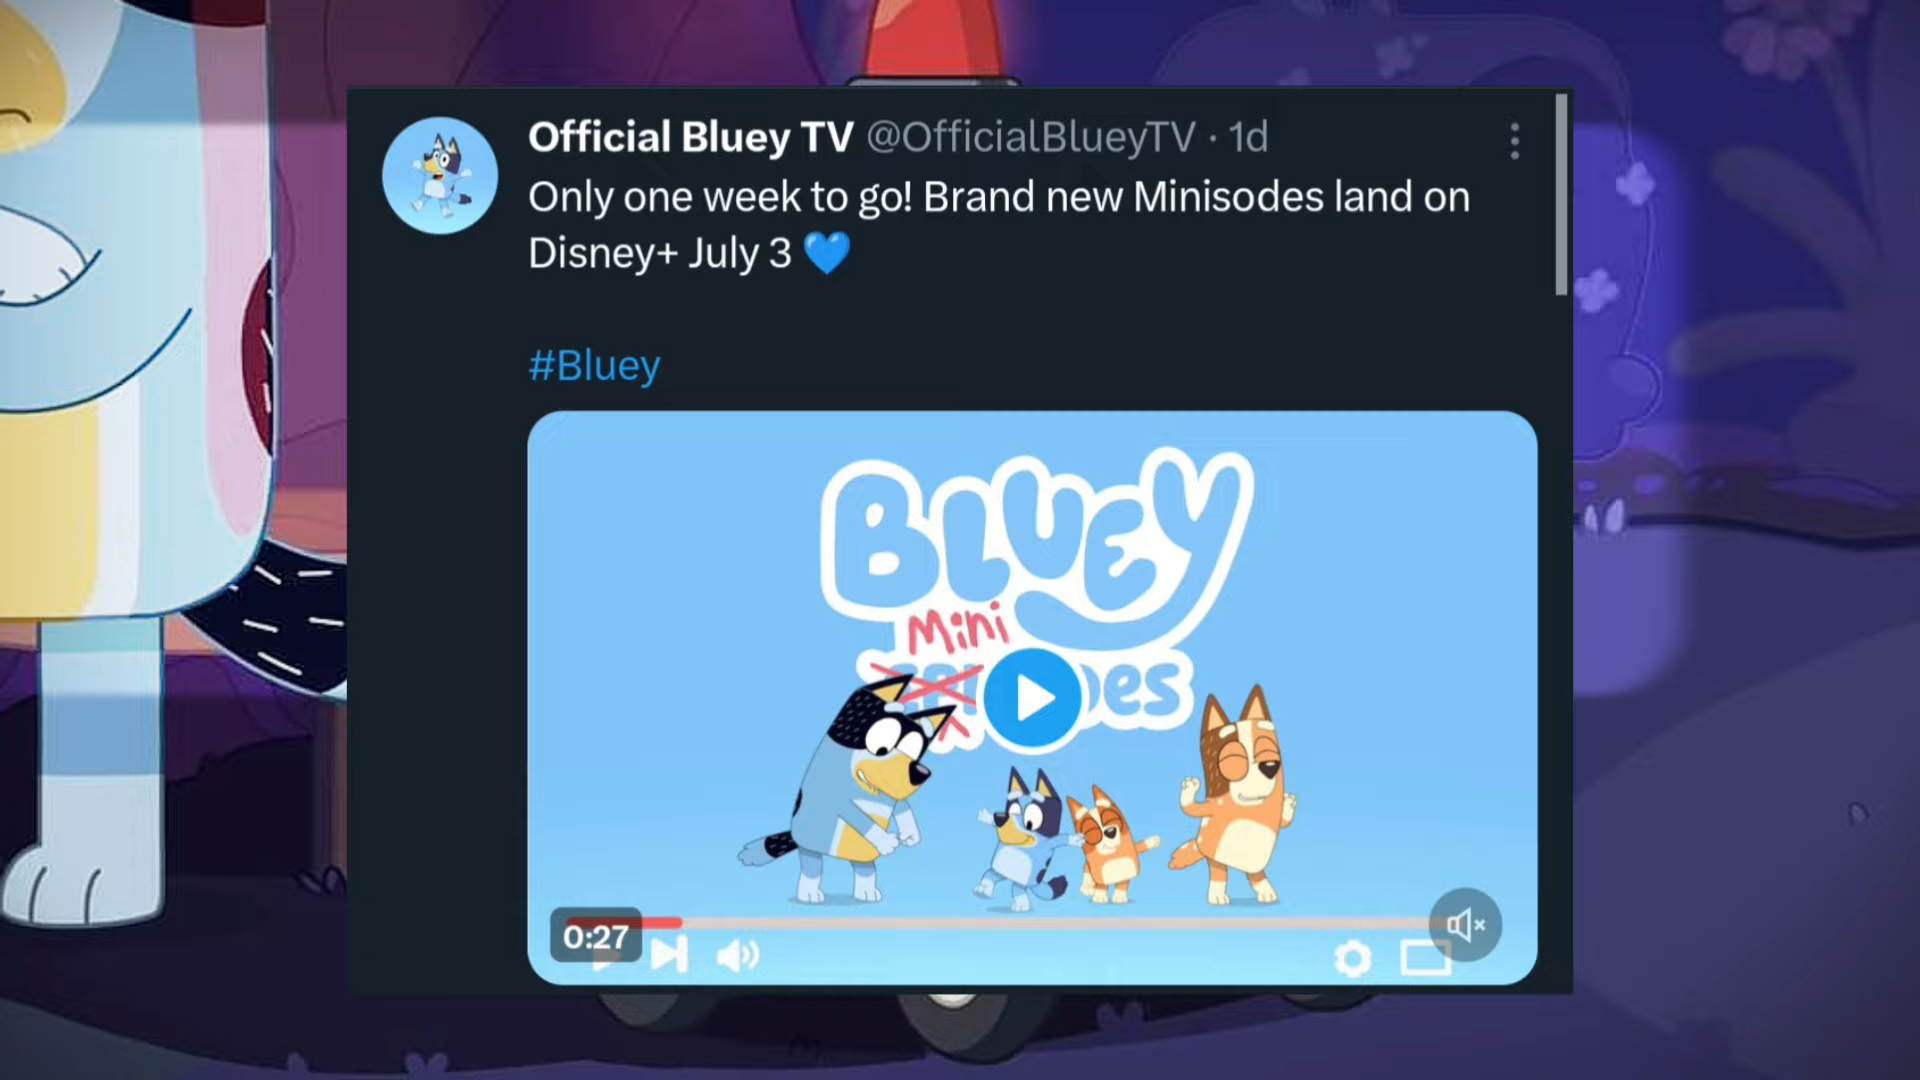 Official Bluey TV @OfficialBlueyTV · 1d
Only one week to go! Brand new Minisodes land on
Disney+ July 3 💙
#Bluey
BLUEY
Mini
0:27